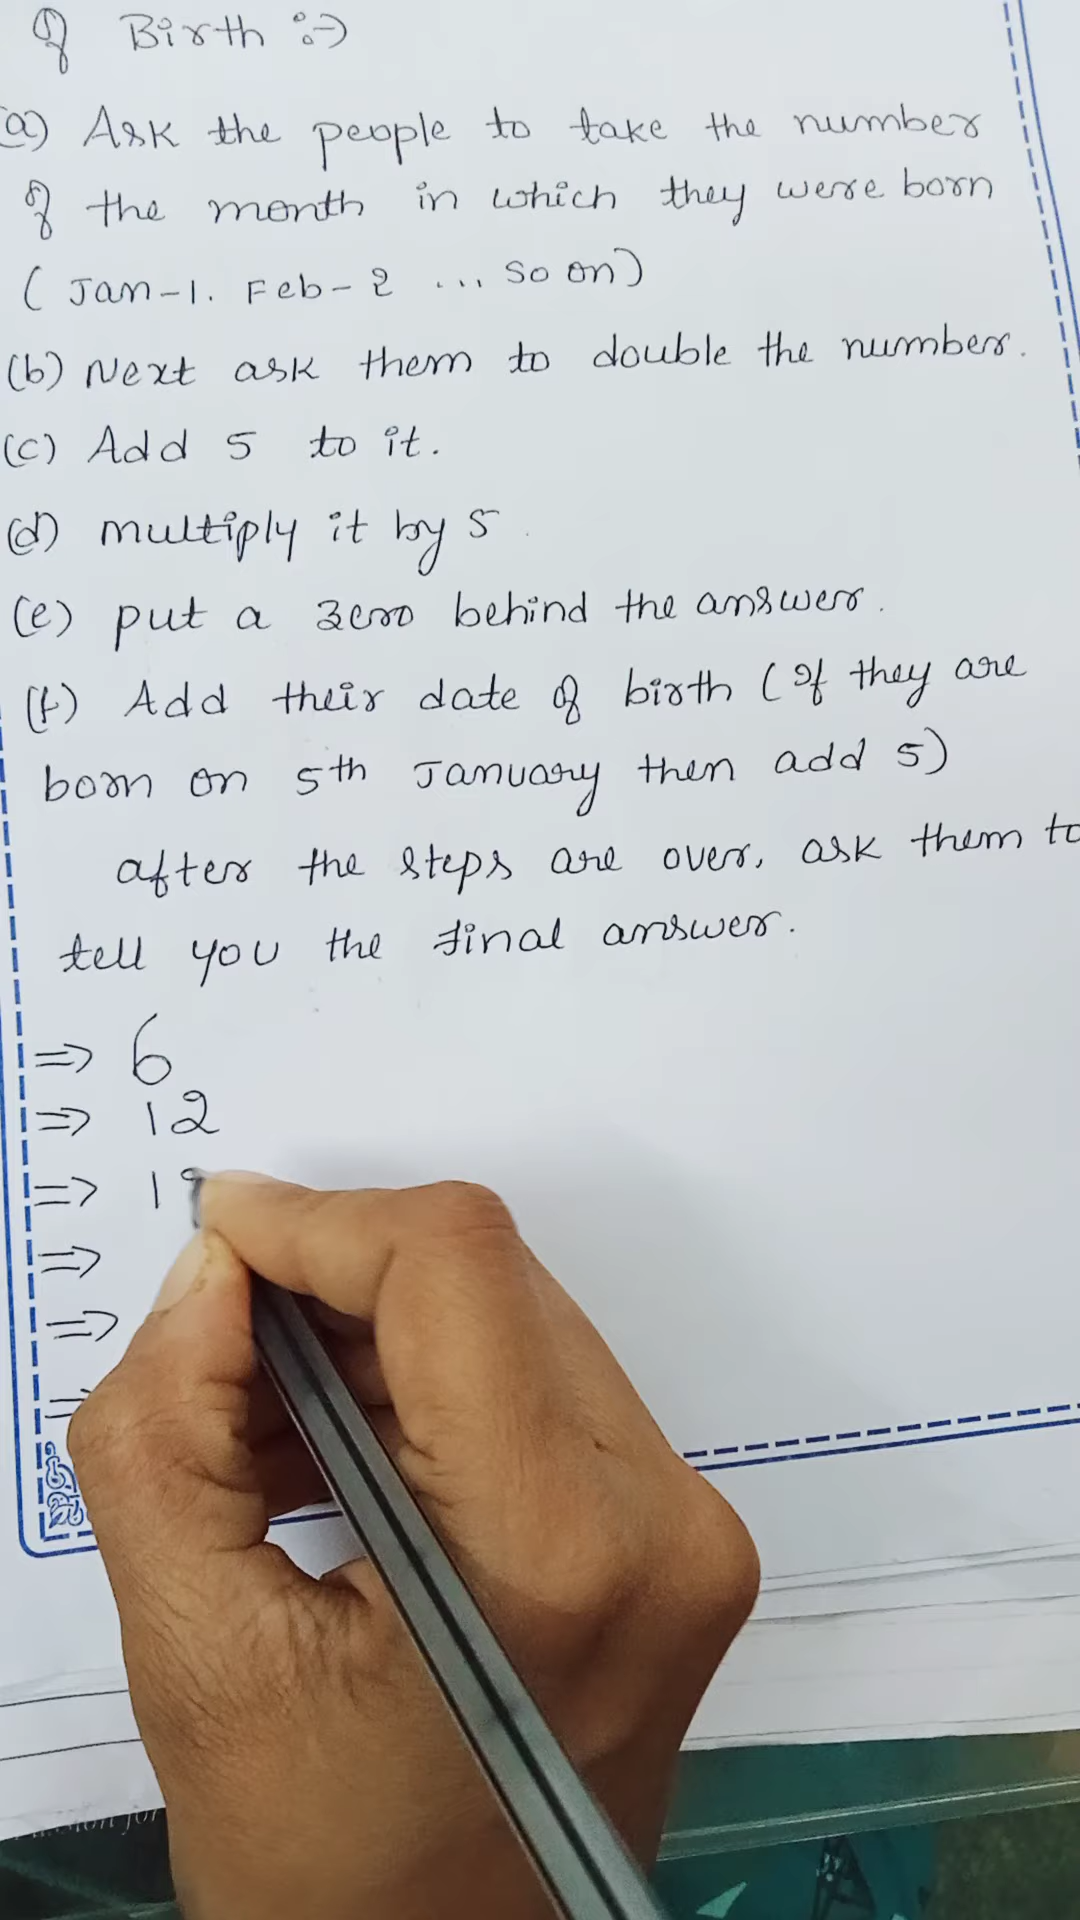 of Birth :-)
(a) Ask the people to take the number
of the month in which they were born
(Jan-1. Feb-2 ... so on)
(b) Next ask them to double the number.
(c) Add 5 to it.
(d) multiply it by 5.
(e) put a zero behind the answer.
(f) Add their date of birth (If they are
born on 5th January then add 5)
after the steps are over, ask them to
tell you the final answer.
⇒ 6
⇒ 12
⇒ 1
⇒
⇒
⇒
for